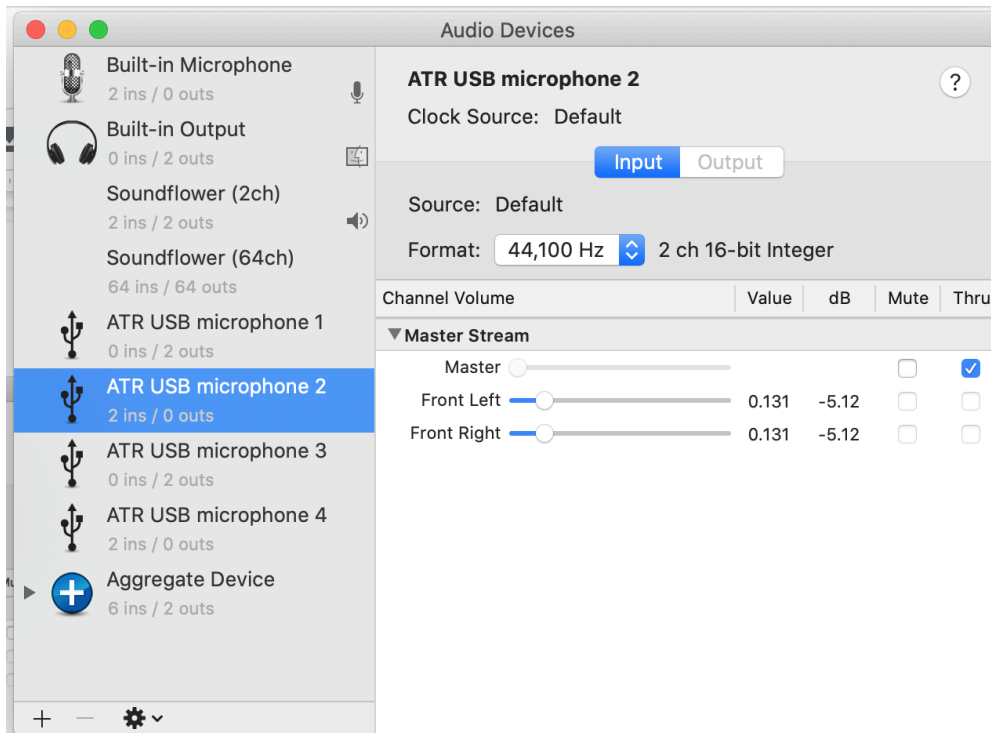 Audio Devices
Built-in Microphone
2 ins / 0 outs
Built-in Output
0 ins / 2 outs
Soundflower (2ch)
2 ins / 2 outs
Soundflower (64ch)
64 ins / 64 outs
ATR USB microphone 1
0 ins / 2 outs
ATR USB microphone 2
2 ins / 0 outs
ATR USB microphone 3
0 ins / 2 outs
ATR USB microphone 4
2 ins / 0 outs
Aggregate Device
6 ins / 2 outs
ATR USB microphone 2
?
Clock Source: Default
Input Output
Source: Default
Format: 44,100 Hz 2 ch 16-bit Integer
Channel Volume Value dB Mute Thru
Master Stream
Master
Front Left 0.131 -5.12
Front Right 0.131 -5.12